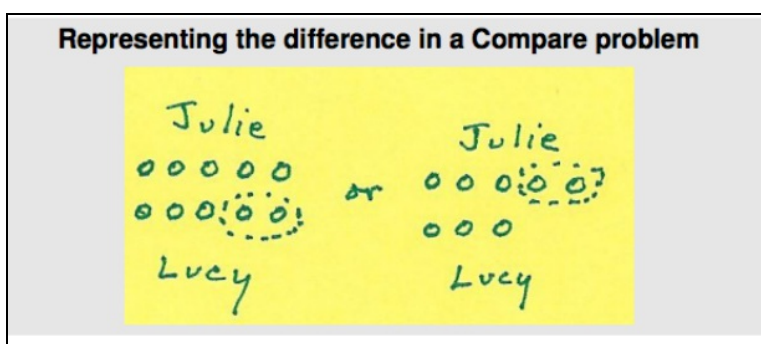 Representing the difference in a Compare problem
Julie
or
Julie
Lucy
Lucy